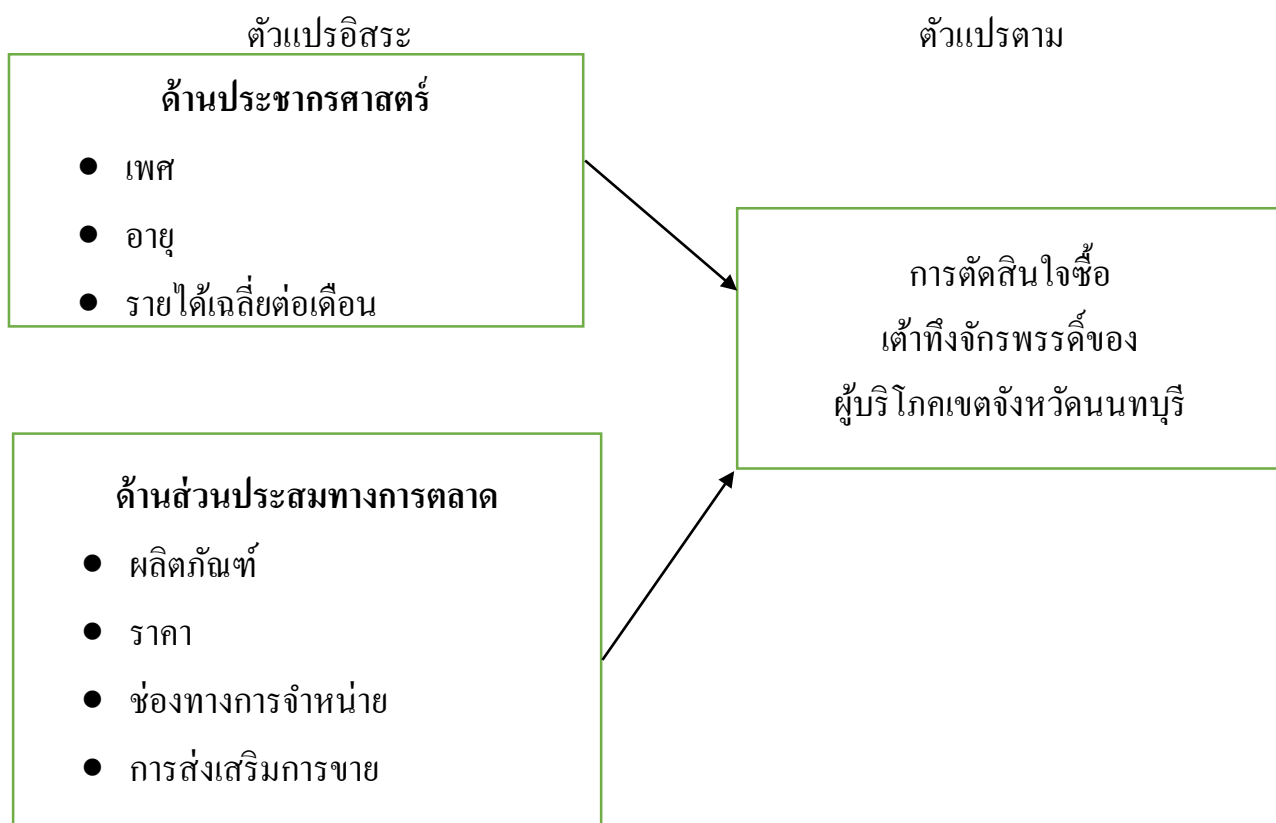 ตัวแปรอิสระ
ตัวแปรตาม
ด้านประชากรศาสตร์
● เพศ
● อายุ
● รายได้เฉลี่ยต่อเดือน
การตัดสินใจซื้อ
เต้าทึงจักรพรรดิ์ของ
ผู้บริโภคเขตจังหวัดนนทบุรี
ด้านส่วนประสมทางการตลาด
● ผลิตภัณฑ์
● ราคา
● ช่องทางการจำหน่าย
● การส่งเสริมการขาย